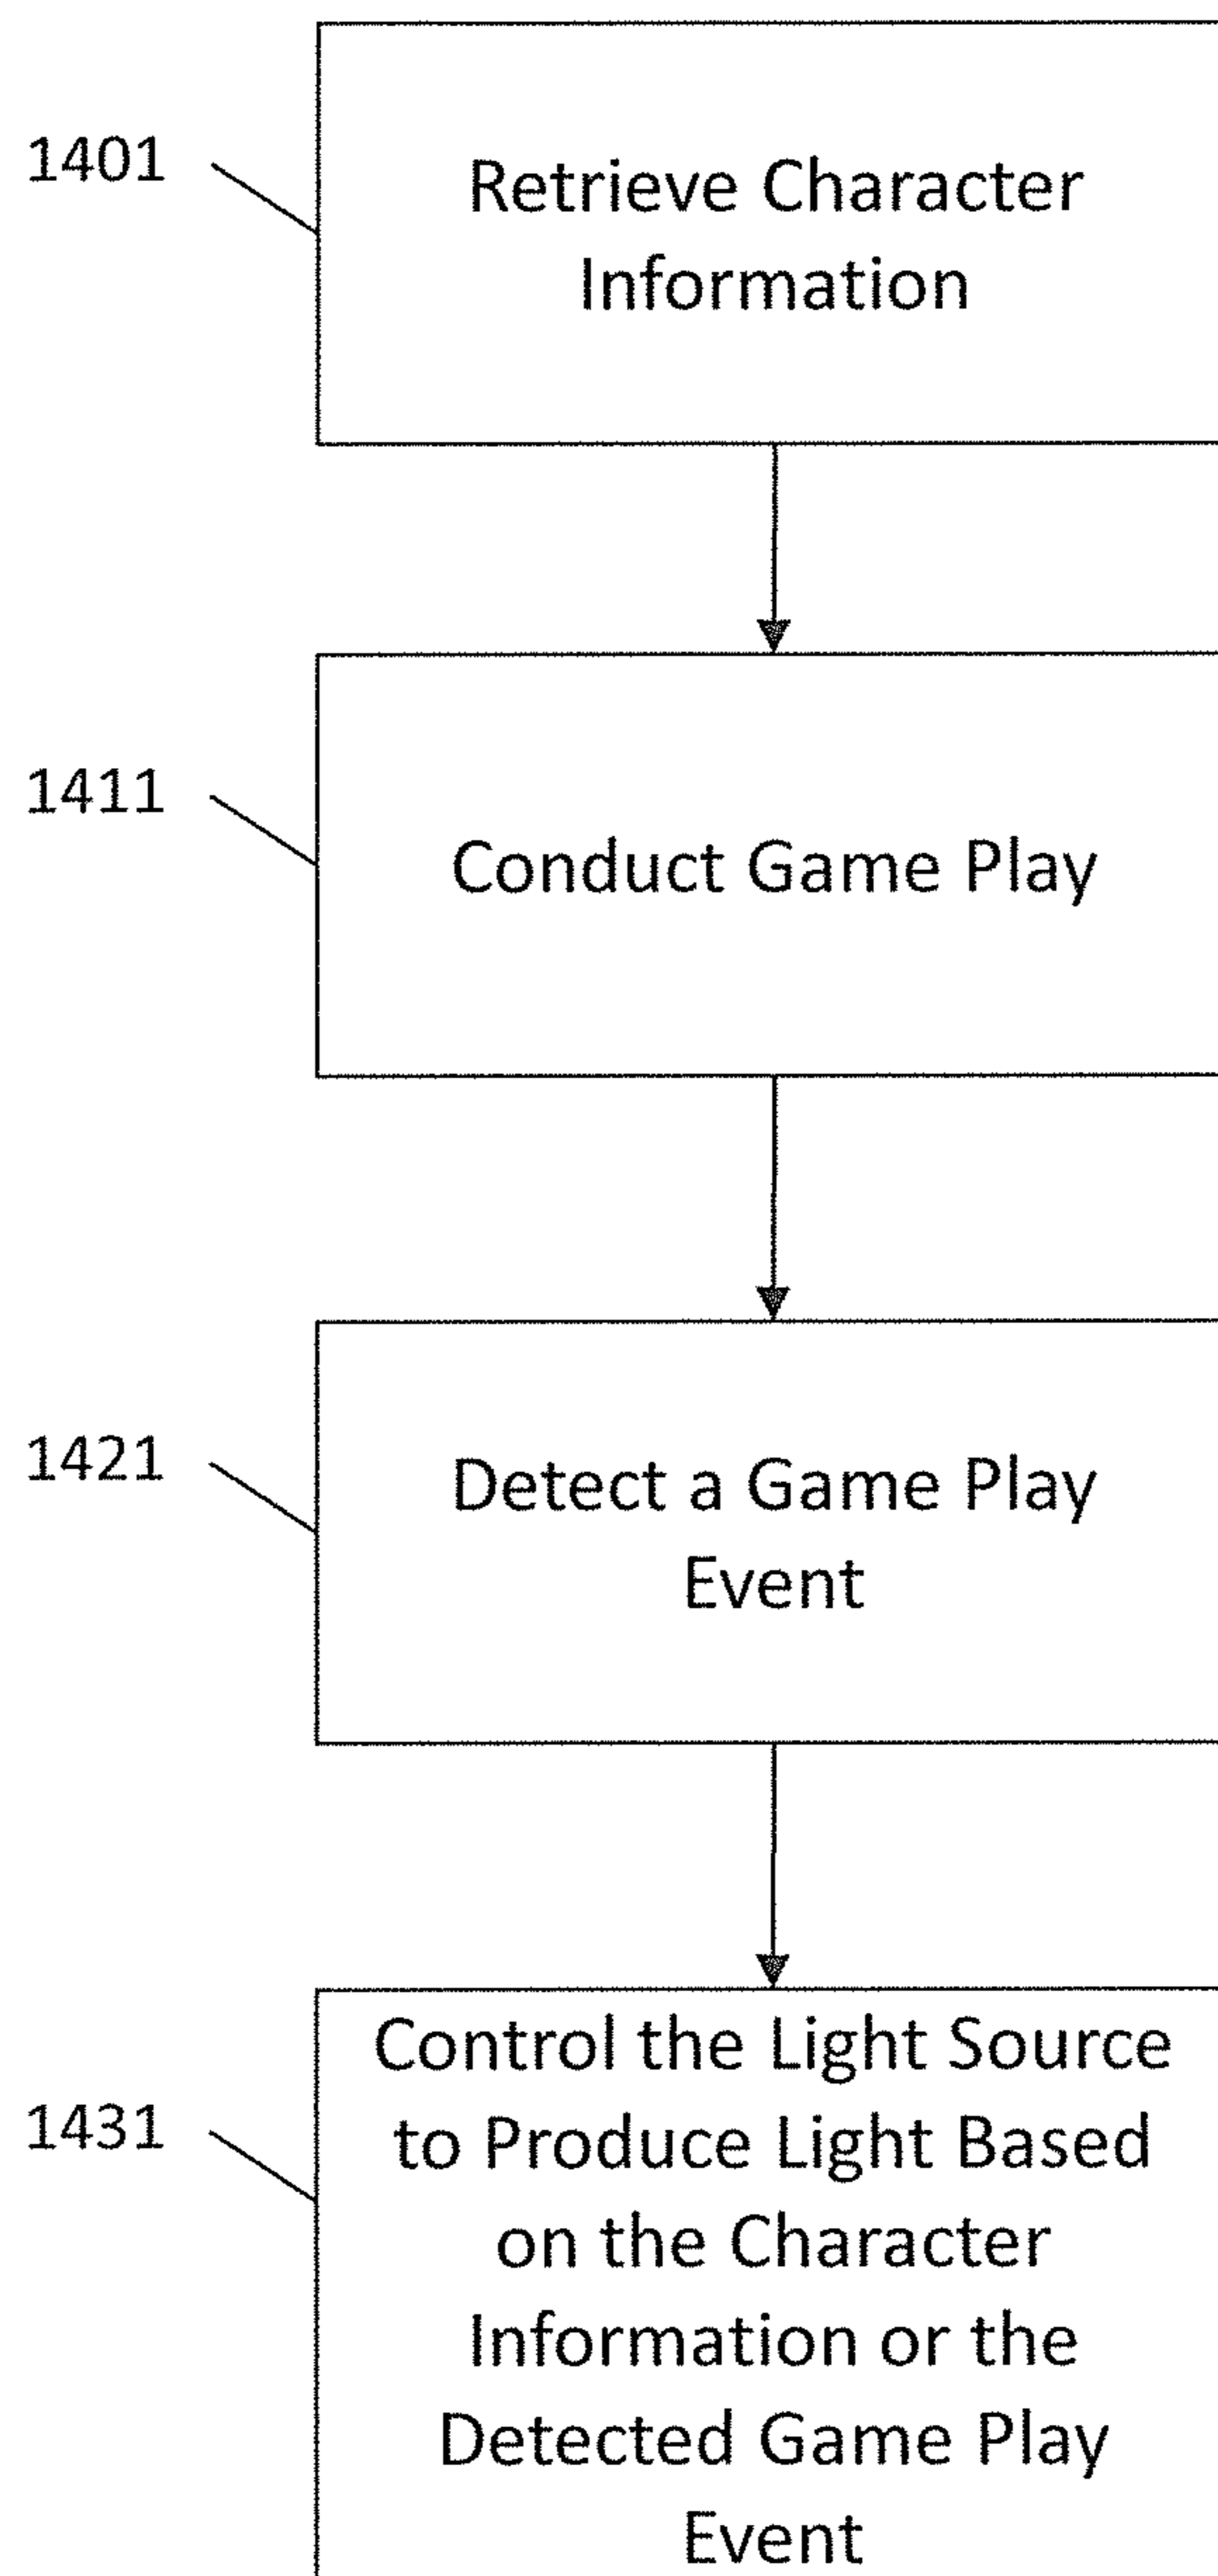 1401
Retrieve Character
Information
1411
Conduct Game Play
1421
Detect a Game Play
Event
1431
Control the Light Source
to Produce Light Based
on the Character
Information or the
Detected Game Play
Event